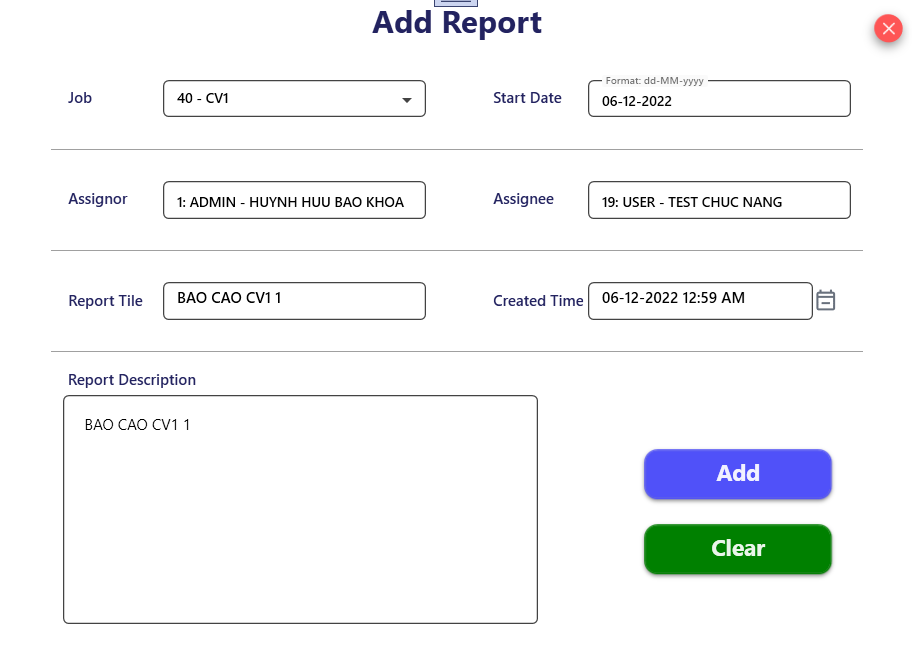 Add Report
Job
40 - CV1
Start Date
Format: dd-MM-yyyy
06-12-2022
Assignor
1: ADMIN - HUYNH HUU BAO KHOA
Assignee
19: USER - TEST CHUC NANG
Report Tile
BAO CAO CV1 1
Created Time
06-12-2022 12:59 AM
Report Description
BAO CAO CV1 1
Add
Clear